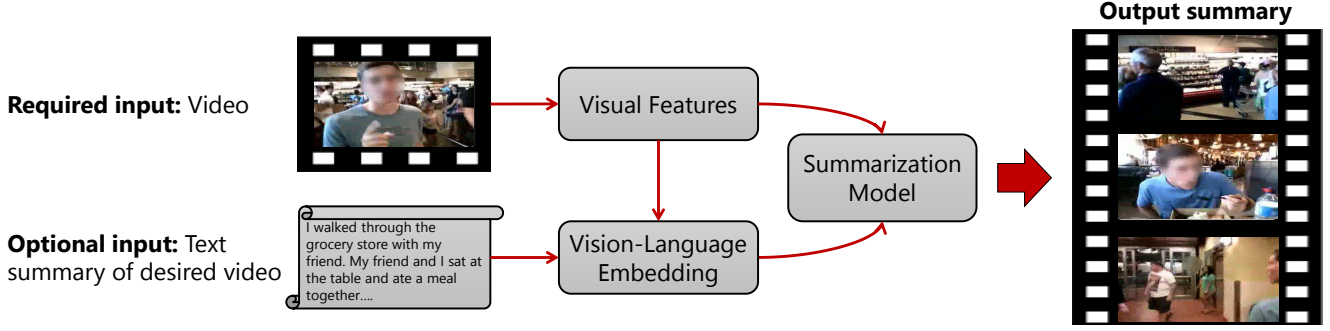 Output summary
Required input: Video
Visual Features
Summarization
Model
Optional input: Text
summary of desired video
I walked through the
grocery store with my
friend. My friend and I sat at
the table and ate a meal
together....
Vision-Language
Embedding